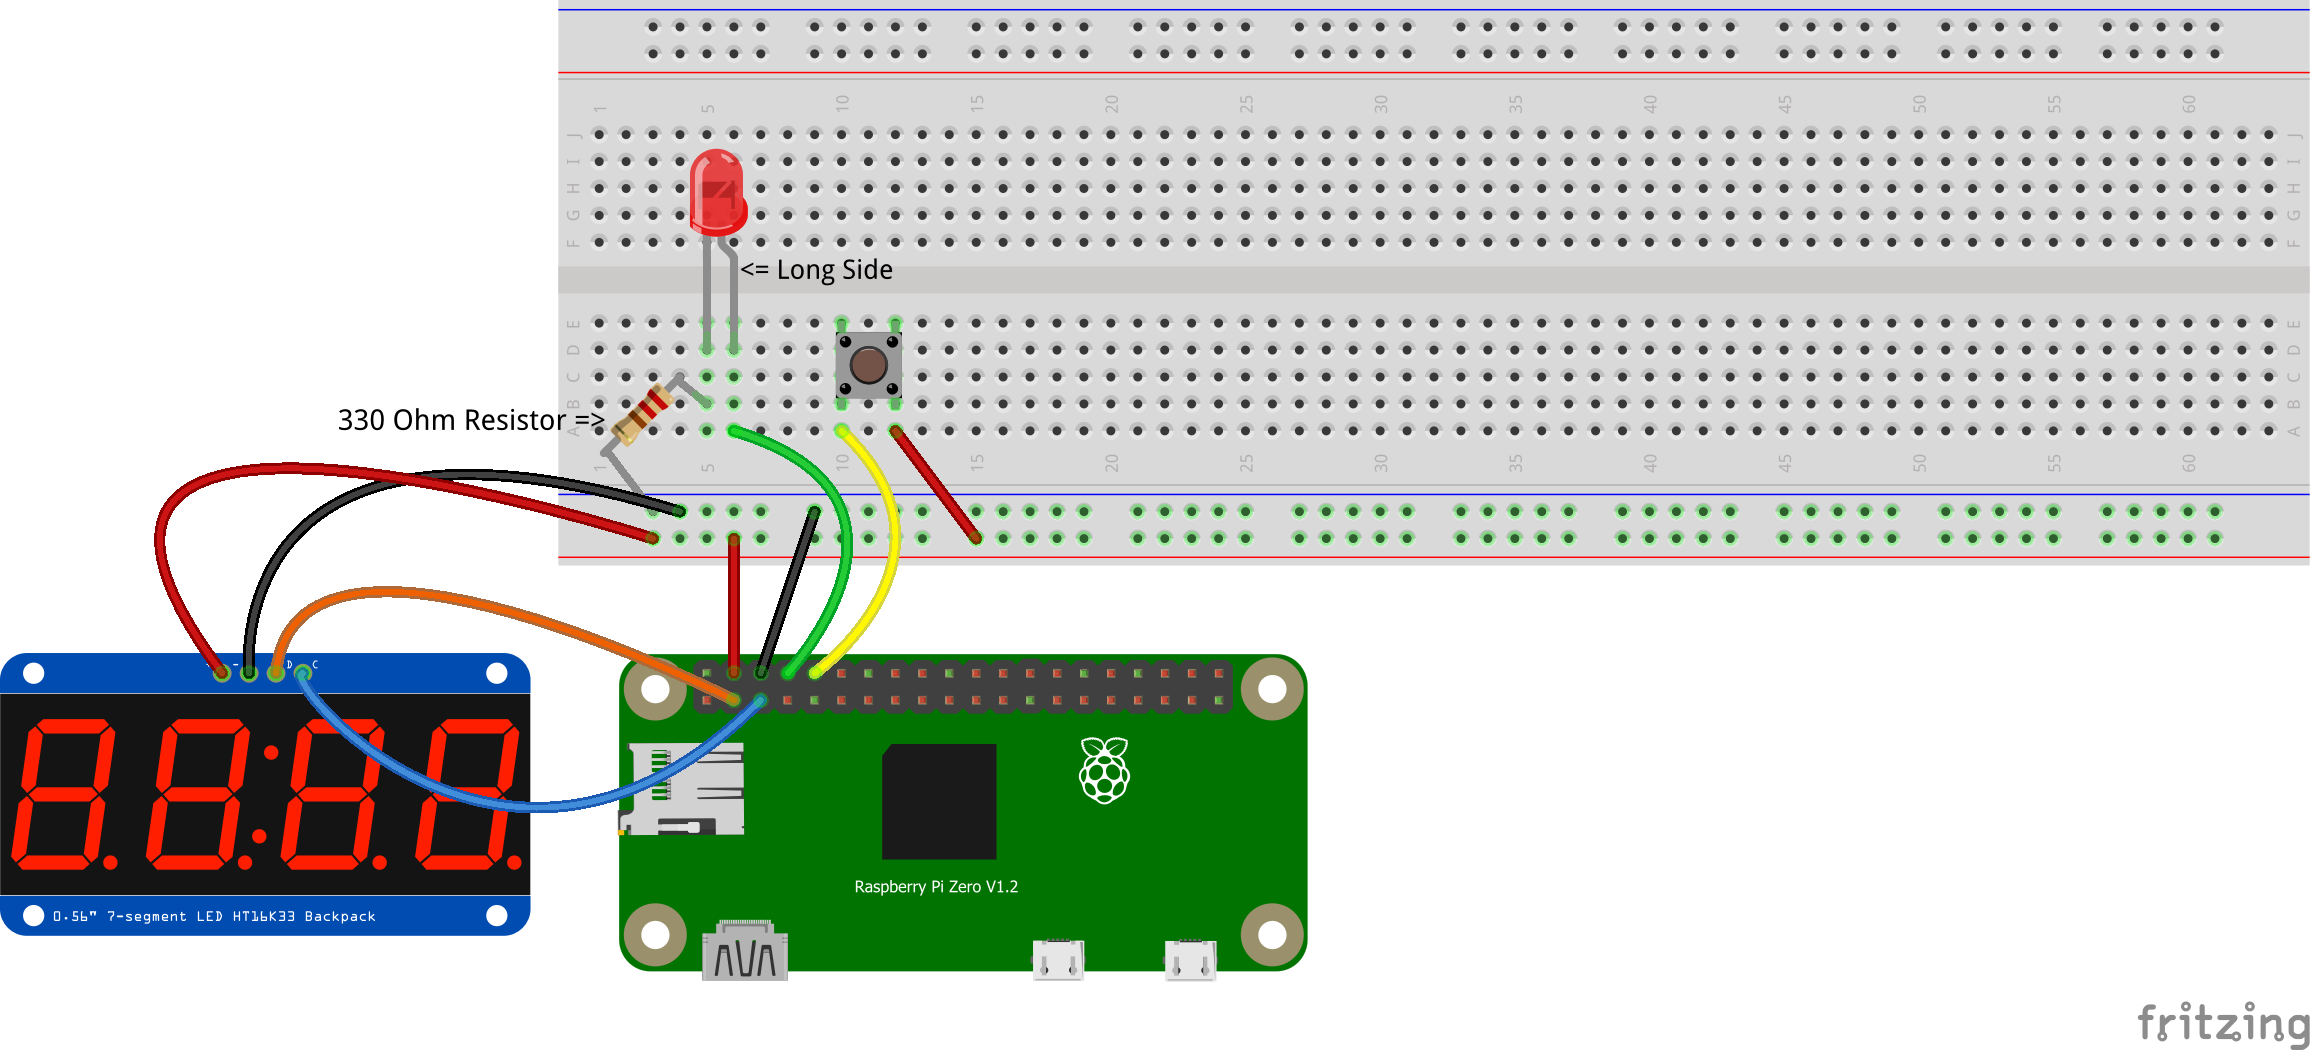 1 5 10 15 20 25 30 35 40 45 50 55 60
J J
I I
H H
G G
F F
<= Long Side
E E
D D
C C
B B
330 Ohm Resistor =>
A A
1 5 10 15 20 25 30 35 40 45 50 55 60
- D C
0.56" 7-segment LED HT16K33 Backpack
Raspberry Pi Zero V1.2
fritzing